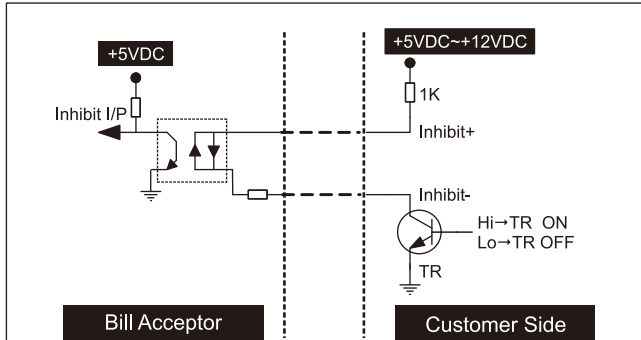 +5VDC
+5VDC~+12VDC
1K
Inhibit I/P
Inhibit+
Inhibit-
Hi→TR ON
Lo→TR OFF
TR
Bill Acceptor
Customer Side